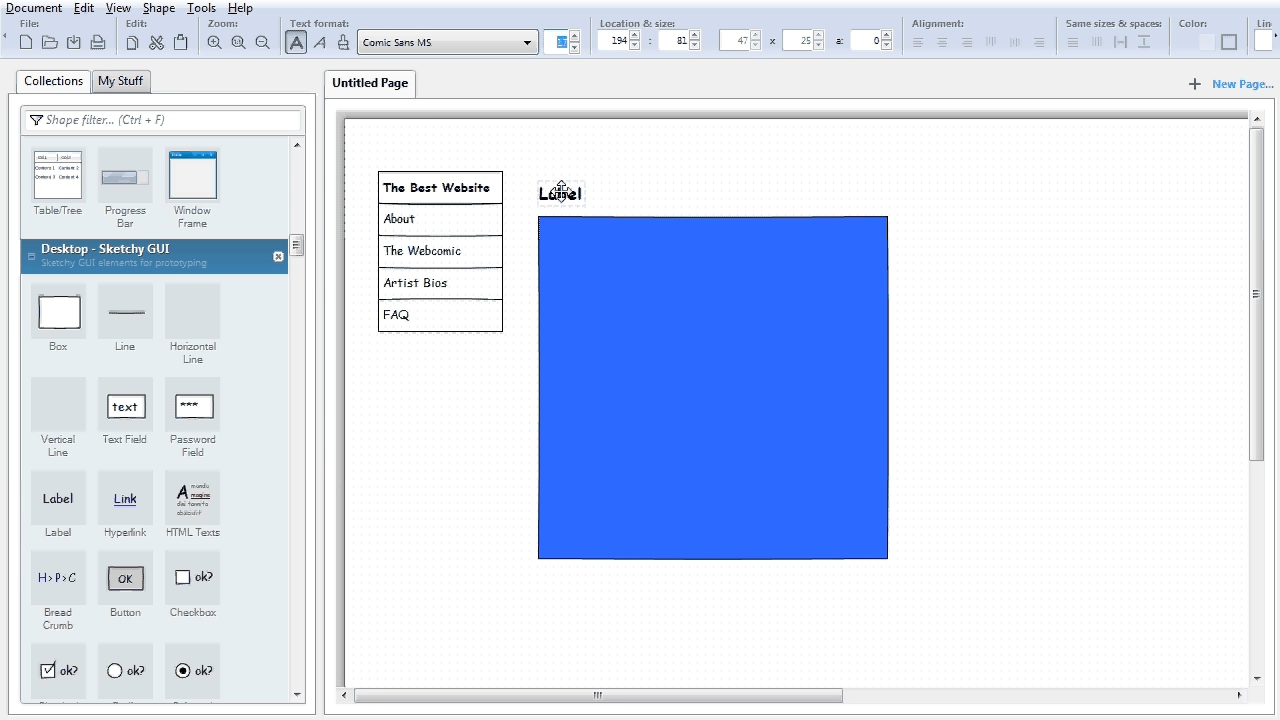 Document Edit View Shape Tools Help
File: Edit: Zoom: Text format: Location & size: Alignment: Same sizes & spaces: Color:
Comic Sans MS 194 : 81 47 x 25 a: 0
Collections My Stuff
Untitled Page
New Page...
Shape filter... (Ctrl + F)
Table/Tree
Progress Bar
Window Frame
Desktop - Sketchy GUI
Sketchy GUI elements for prototyping
Box
Line
Horizontal Line
text
***
Vertical Line
Text Field
Password Field
Label
Link
Label
Hyperlink
HTML Texts
H>P>C
OK
ok?
Bread Crumb
Button
Checkbox
ok?
ok?
ok?
The Best Website
About
The Webcomic
Artist Bios
FAQ
Label